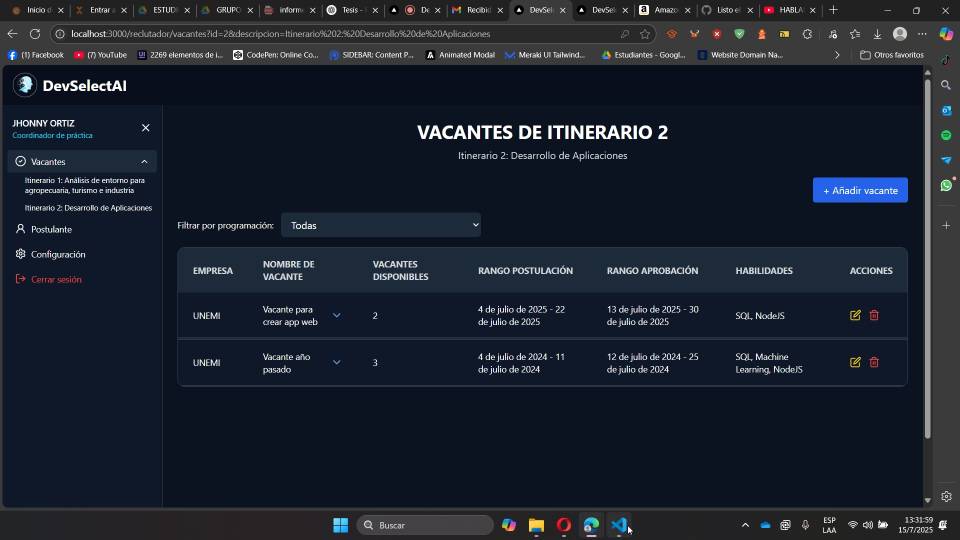 Inicio d
Entrar a
ESTUDI
GRUPO
inform
Tesis -
De
Recibid
DevSel
DevSel
Amazo
Listo el
HABLA
localhost:3000/reclutador/vacantes?id=2&descripcion=Itinerario%202:%20Desarrollo%20de%20Aplicaciones
(1) Facebook
(7) YouTube
2269 elementos de i...
CodePen: Online Co...
SIDEBAR: Content P...
Animated Modal
Meraki UI Tailwind...
Estudiantes - Googl...
Website Domain Na...
Otros favoritos
DevSelectAI
JHONNY ORTIZ
Coordinador de práctica
Vacantes
Itinerario 1: Análisis de entorno para
agropecuaria, turismo e industria
Itinerario 2: Desarrollo de Aplicaciones
Postulante
Configuración
Cerrar sesión
VACANTES DE ITINERARIO 2
Itinerario 2: Desarrollo de Aplicaciones
+ Añadir vacante
Filtrar por programación:
Todas
EMPRESA
NOMBRE DE
VACANTE
VACANTES
DISPONIBLES
RANGO POSTULACIÓN
RANGO APROBACIÓN
HABILIDADES
ACCIONES
UNEMI
Vacante para
crear app web
2
4 de julio de 2025 - 22
de julio de 2025
13 de julio de 2025 - 30
de julio de 2025
SQL, NodeJS
UNEMI
Vacante año
pasado
3
4 de julio de 2024 - 11
de julio de 2024
12 de julio de 2024 - 25
de julio de 2024
SQL, Machine
Learning, NodeJS
Buscar
ESP
LAA
13:31:59
15/7/2025